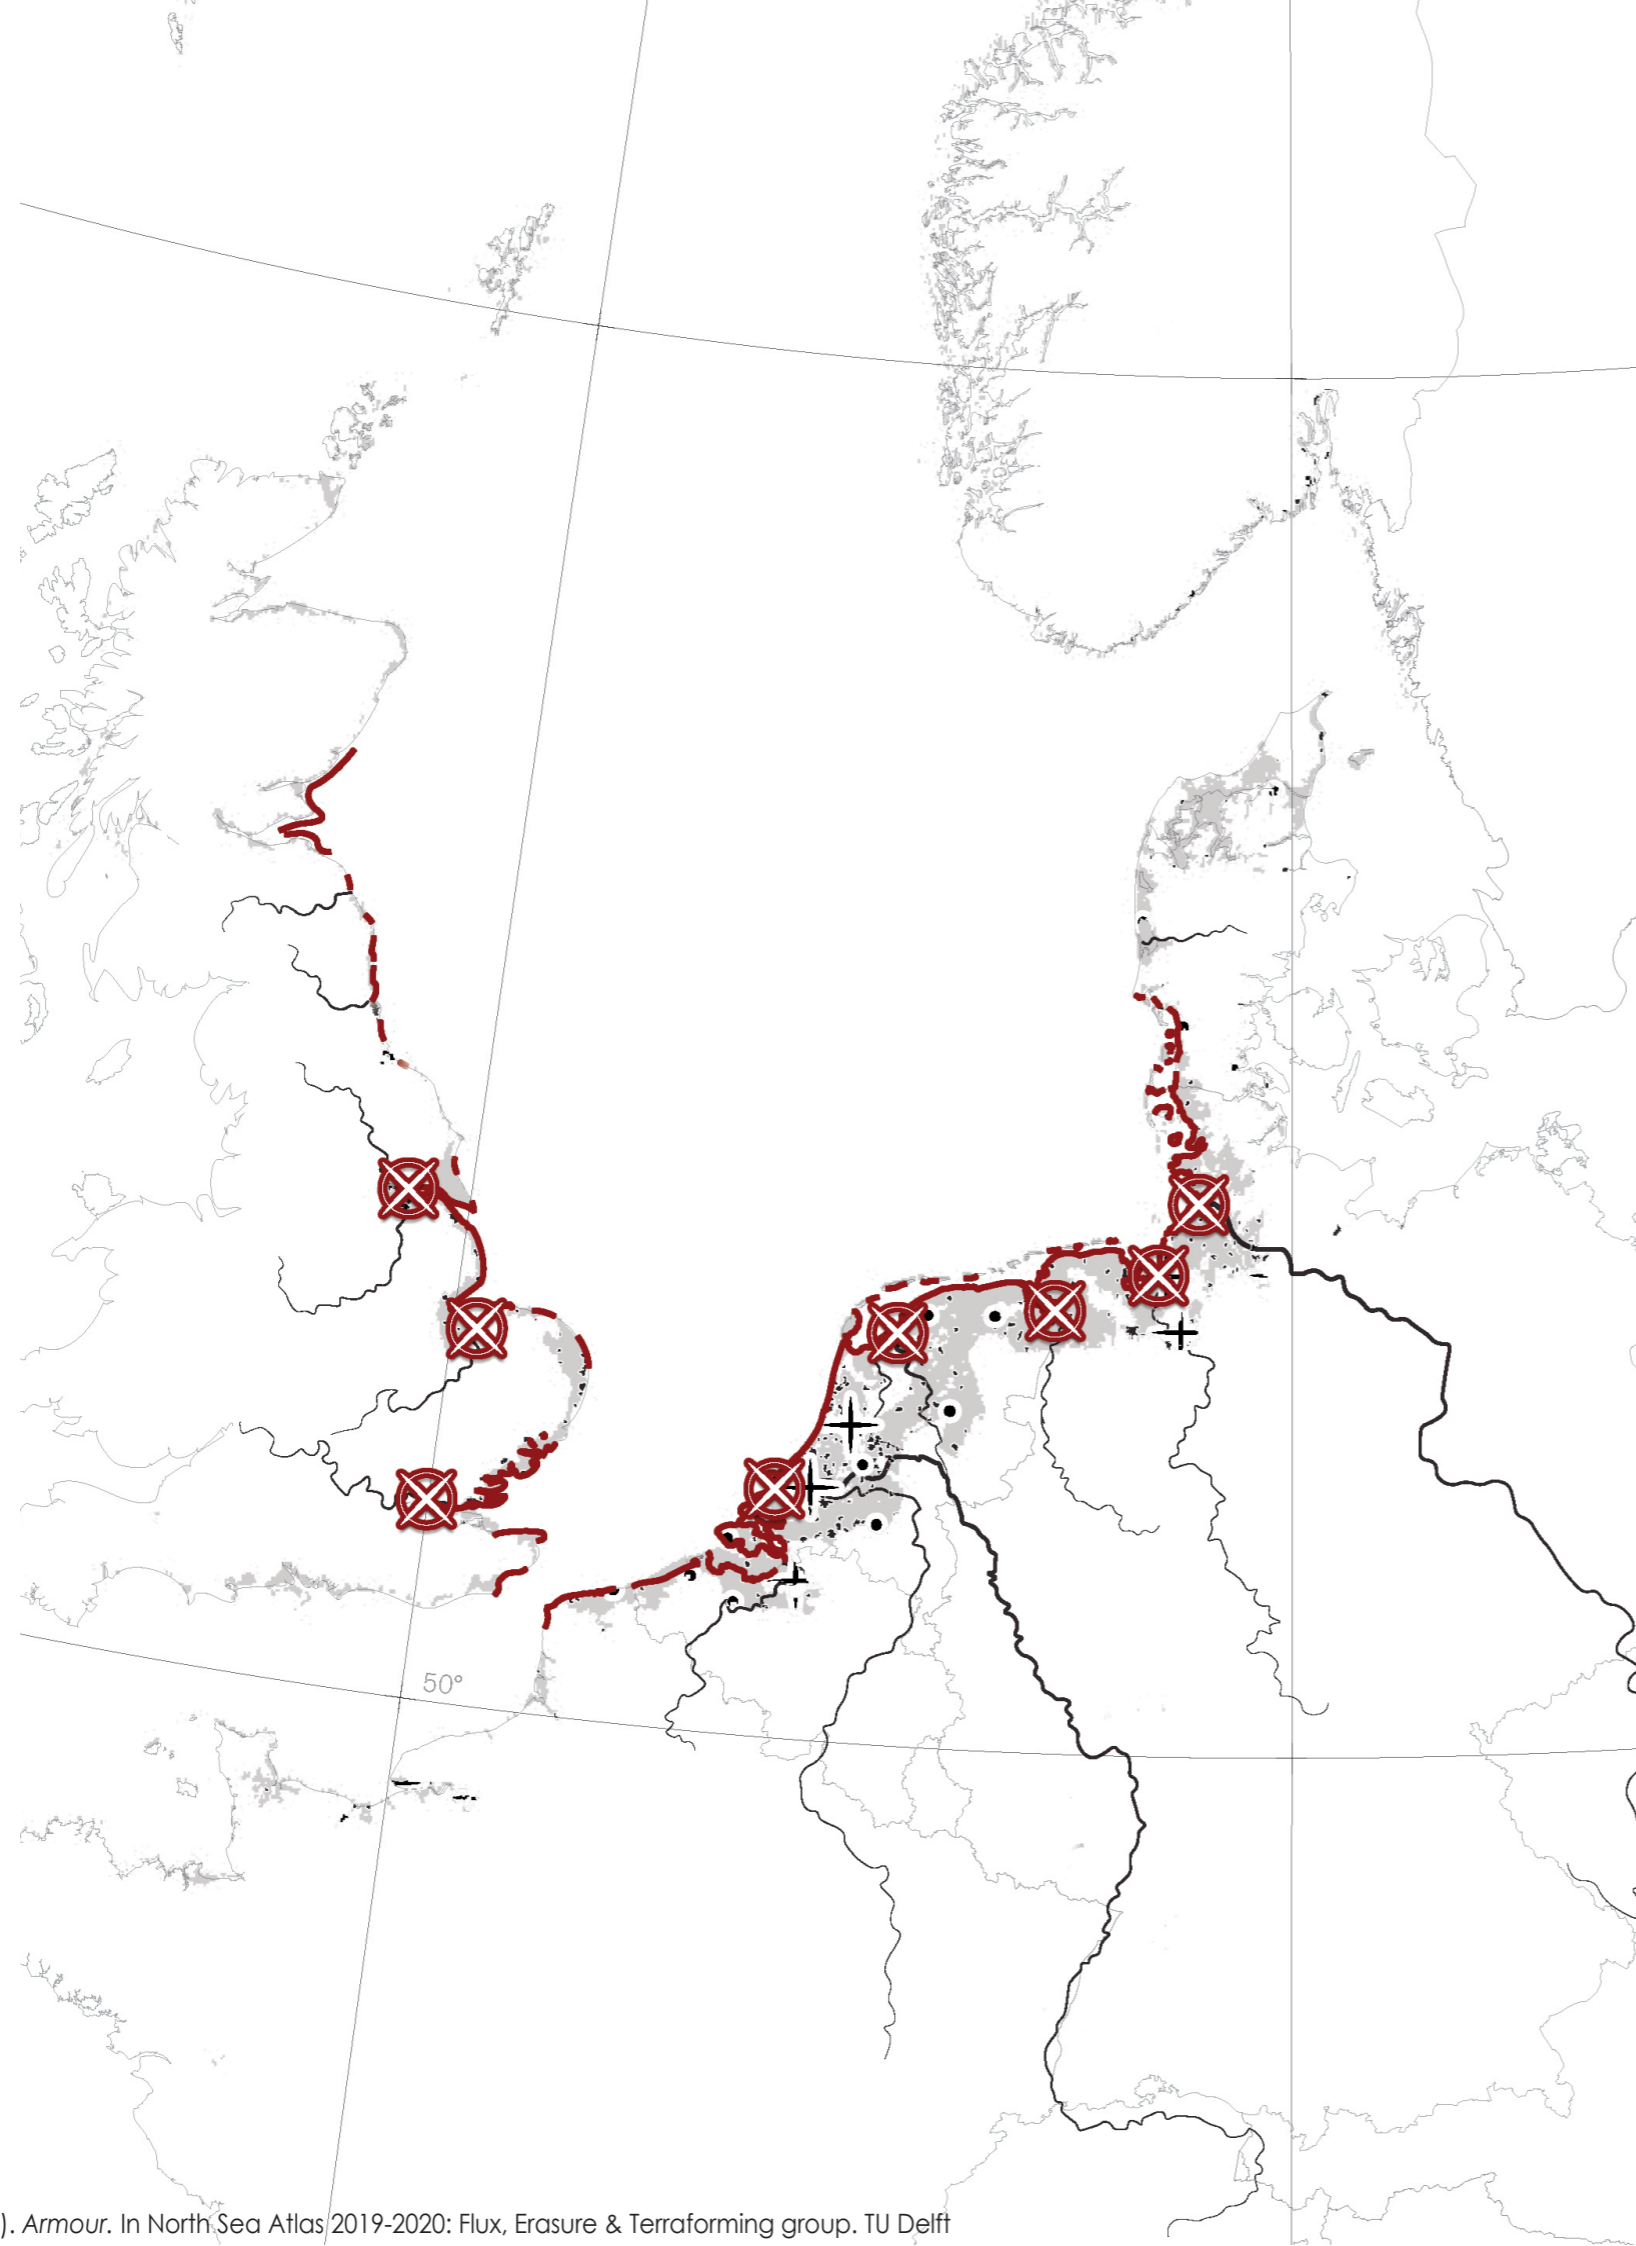 50°
). Armour. In North Sea Atlas 2019-2020: Flux, Erasure & Terraforming group. TU Delft